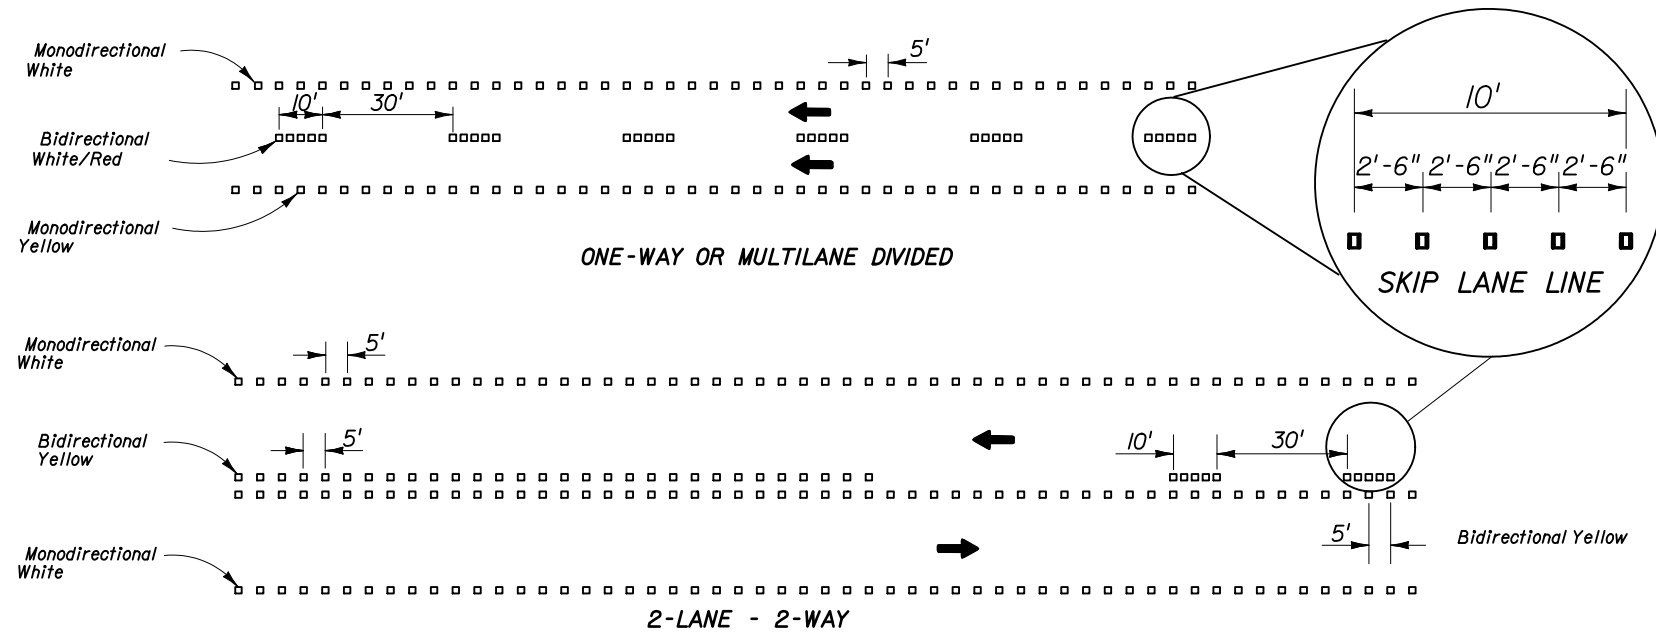 Monodirectional
White
5'
10'
30'
Bidirectional
White/Red
Monodirectional
Yellow
ONE-WAY OR MULTILANE DIVIDED
10'
2'-6" 2'-6" 2'-6" 2'-6"
SKIP LANE LINE
Monodirectional
White
5'
Bidirectional
Yellow
5'
10'
30'
5'
Bidirectional Yellow
Monodirectional
White
2-LANE - 2-WAY